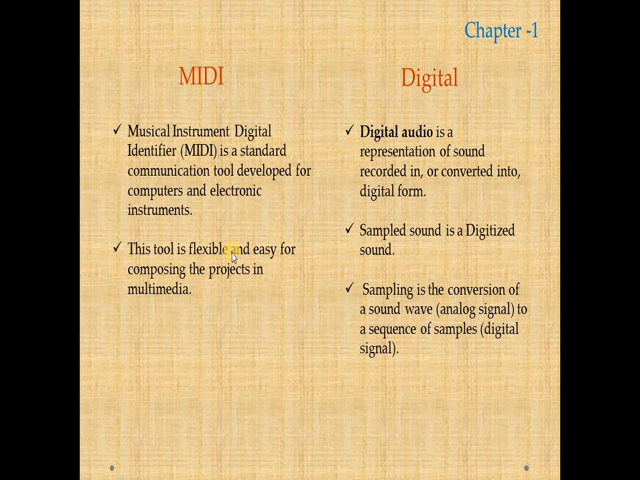 Chapter -1
MIDI
✓ Musical Instrument Digital
Identifier (MIDI) is a standard
communication tool developed for
computers and electronic
instruments.
✓ This tool is flexible and easy for
composing the projects in
multimedia.
Digital
✓ Digital audio is a
representation of sound
recorded in, or converted into,
digital form.
✓ Sampled sound is a Digitized
sound.
✓ Sampling is the conversion of
a sound wave (analog signal) to
a sequence of samples (digital
signal).